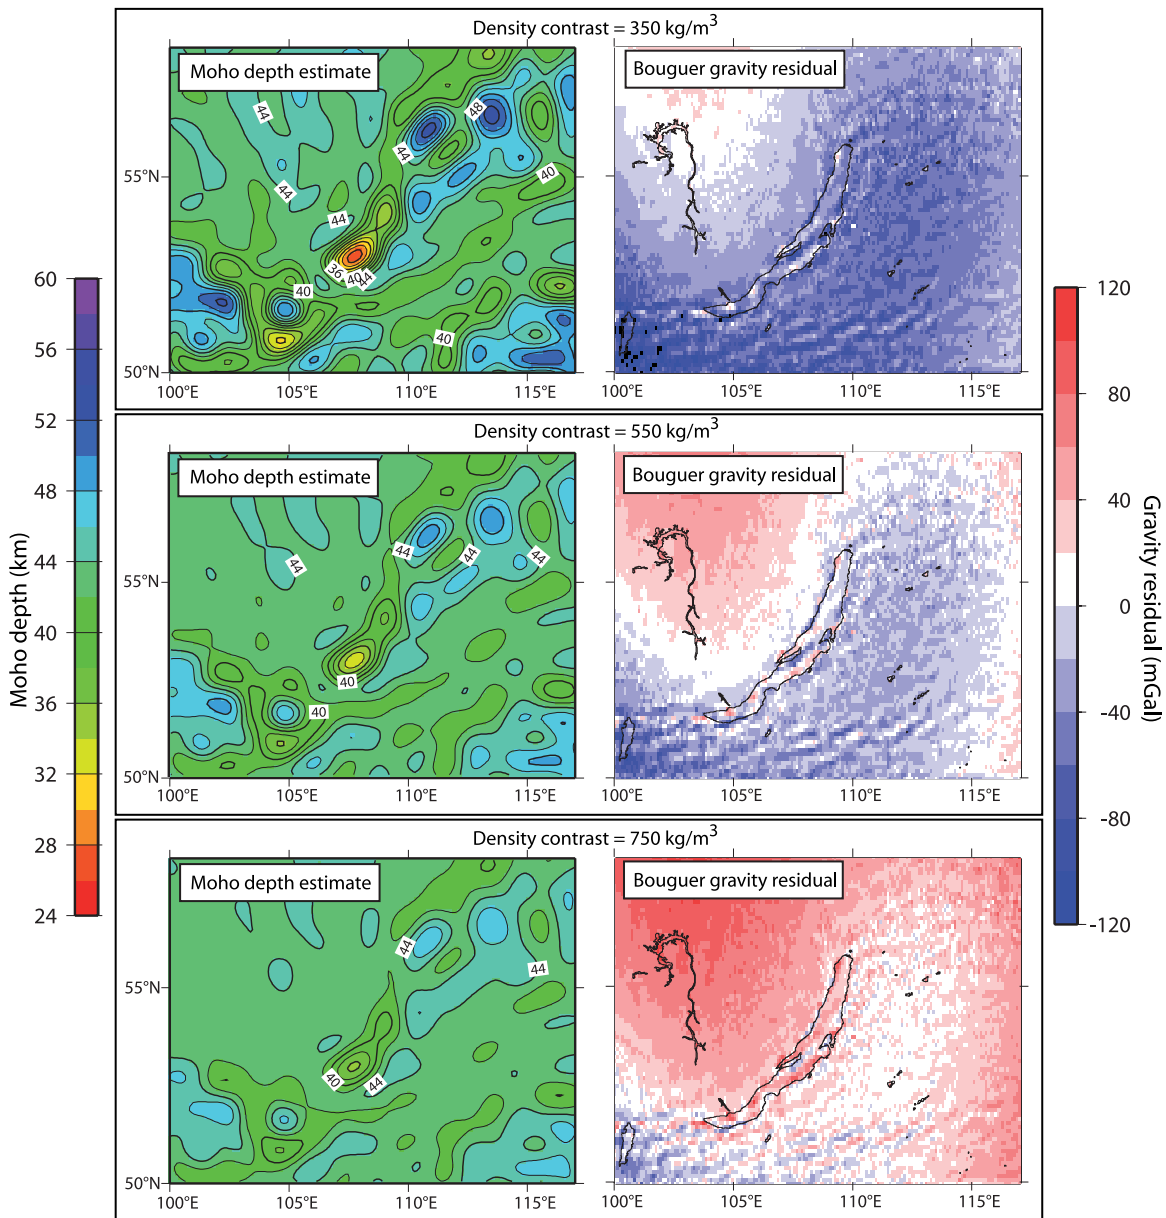 Density contrast = 350 kg/m³
Moho depth estimate
Bouguer gravity residual
44
48
44
44
44
40
36
40
44
40
40
55°N
50°N
100°E
105°E
110°E
115°E
100°E
105°E
110°E
115°E
Density contrast = 550 kg/m³
Moho depth estimate
Bouguer gravity residual
44
44
44
44
40
40
55°N
50°N
100°E
105°E
110°E
115°E
100°E
105°E
110°E
115°E
Density contrast = 750 kg/m³
Moho depth estimate
Bouguer gravity residual
44
44
40
44
55°N
50°N
100°E
105°E
110°E
115°E
100°E
105°E
110°E
115°E
Moho depth (km)
60
56
52
48
44
40
36
32
28
24
Gravity residual (mGal)
120
80
40
0
-40
-80
-120